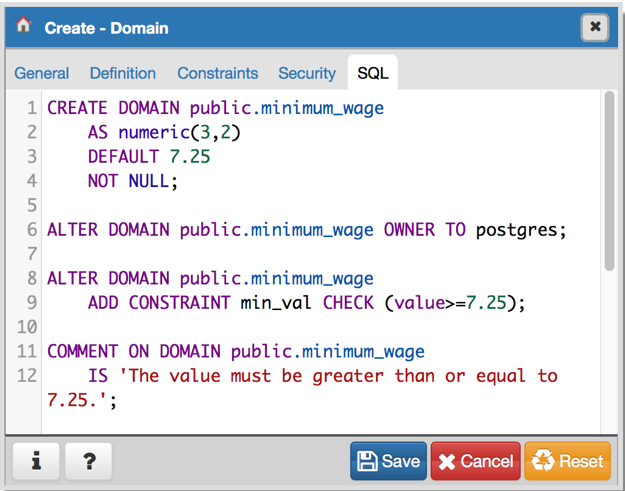 Create - Domain
General Definition Constraints Security SQL
1 CREATE DOMAIN public.minimum_wage
2     AS numeric(3,2)
3     DEFAULT 7.25
4     NOT NULL;
5
6 ALTER DOMAIN public.minimum_wage OWNER TO postgres;
7
8 ALTER DOMAIN public.minimum_wage
9     ADD CONSTRAINT min_val CHECK (value>=7.25);
10
11 COMMENT ON DOMAIN public.minimum_wage
12     IS 'The value must be greater than or equal to
7.25.';
i ? Save Cancel Reset